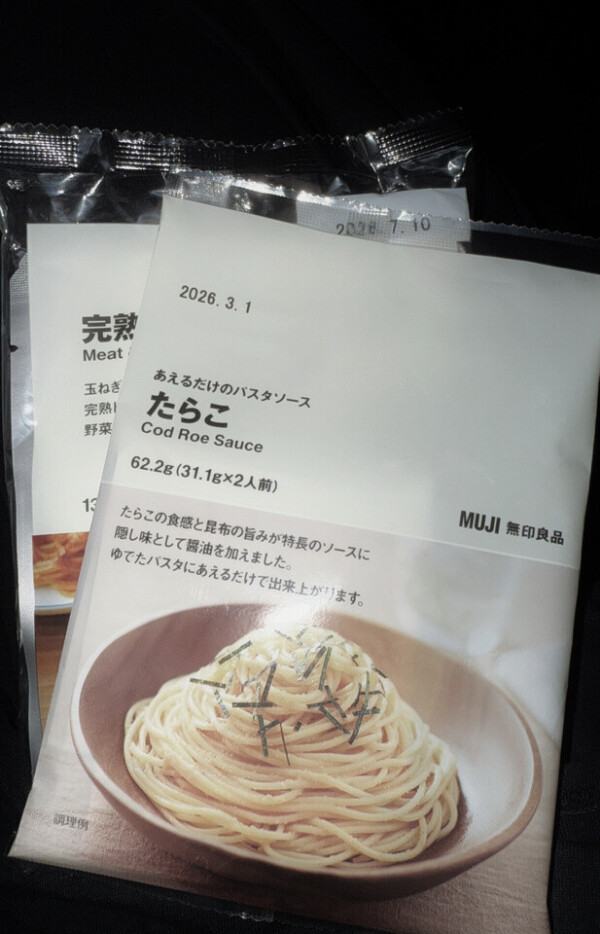 2026.7.10
2026.3.1
完熟
Meat
玉ねぎ
完熟
野菜
13
あえるだけのパスタソース
たらこ
Cod Roe Sauce
62.2g(31.1g×2人前)
MUJI 無印良品
たらこの食感と昆布の旨みが特長のソースに
隠し味として醤油を加えました。
ゆでたパスタにあえるだけで出来上がります。
調理例